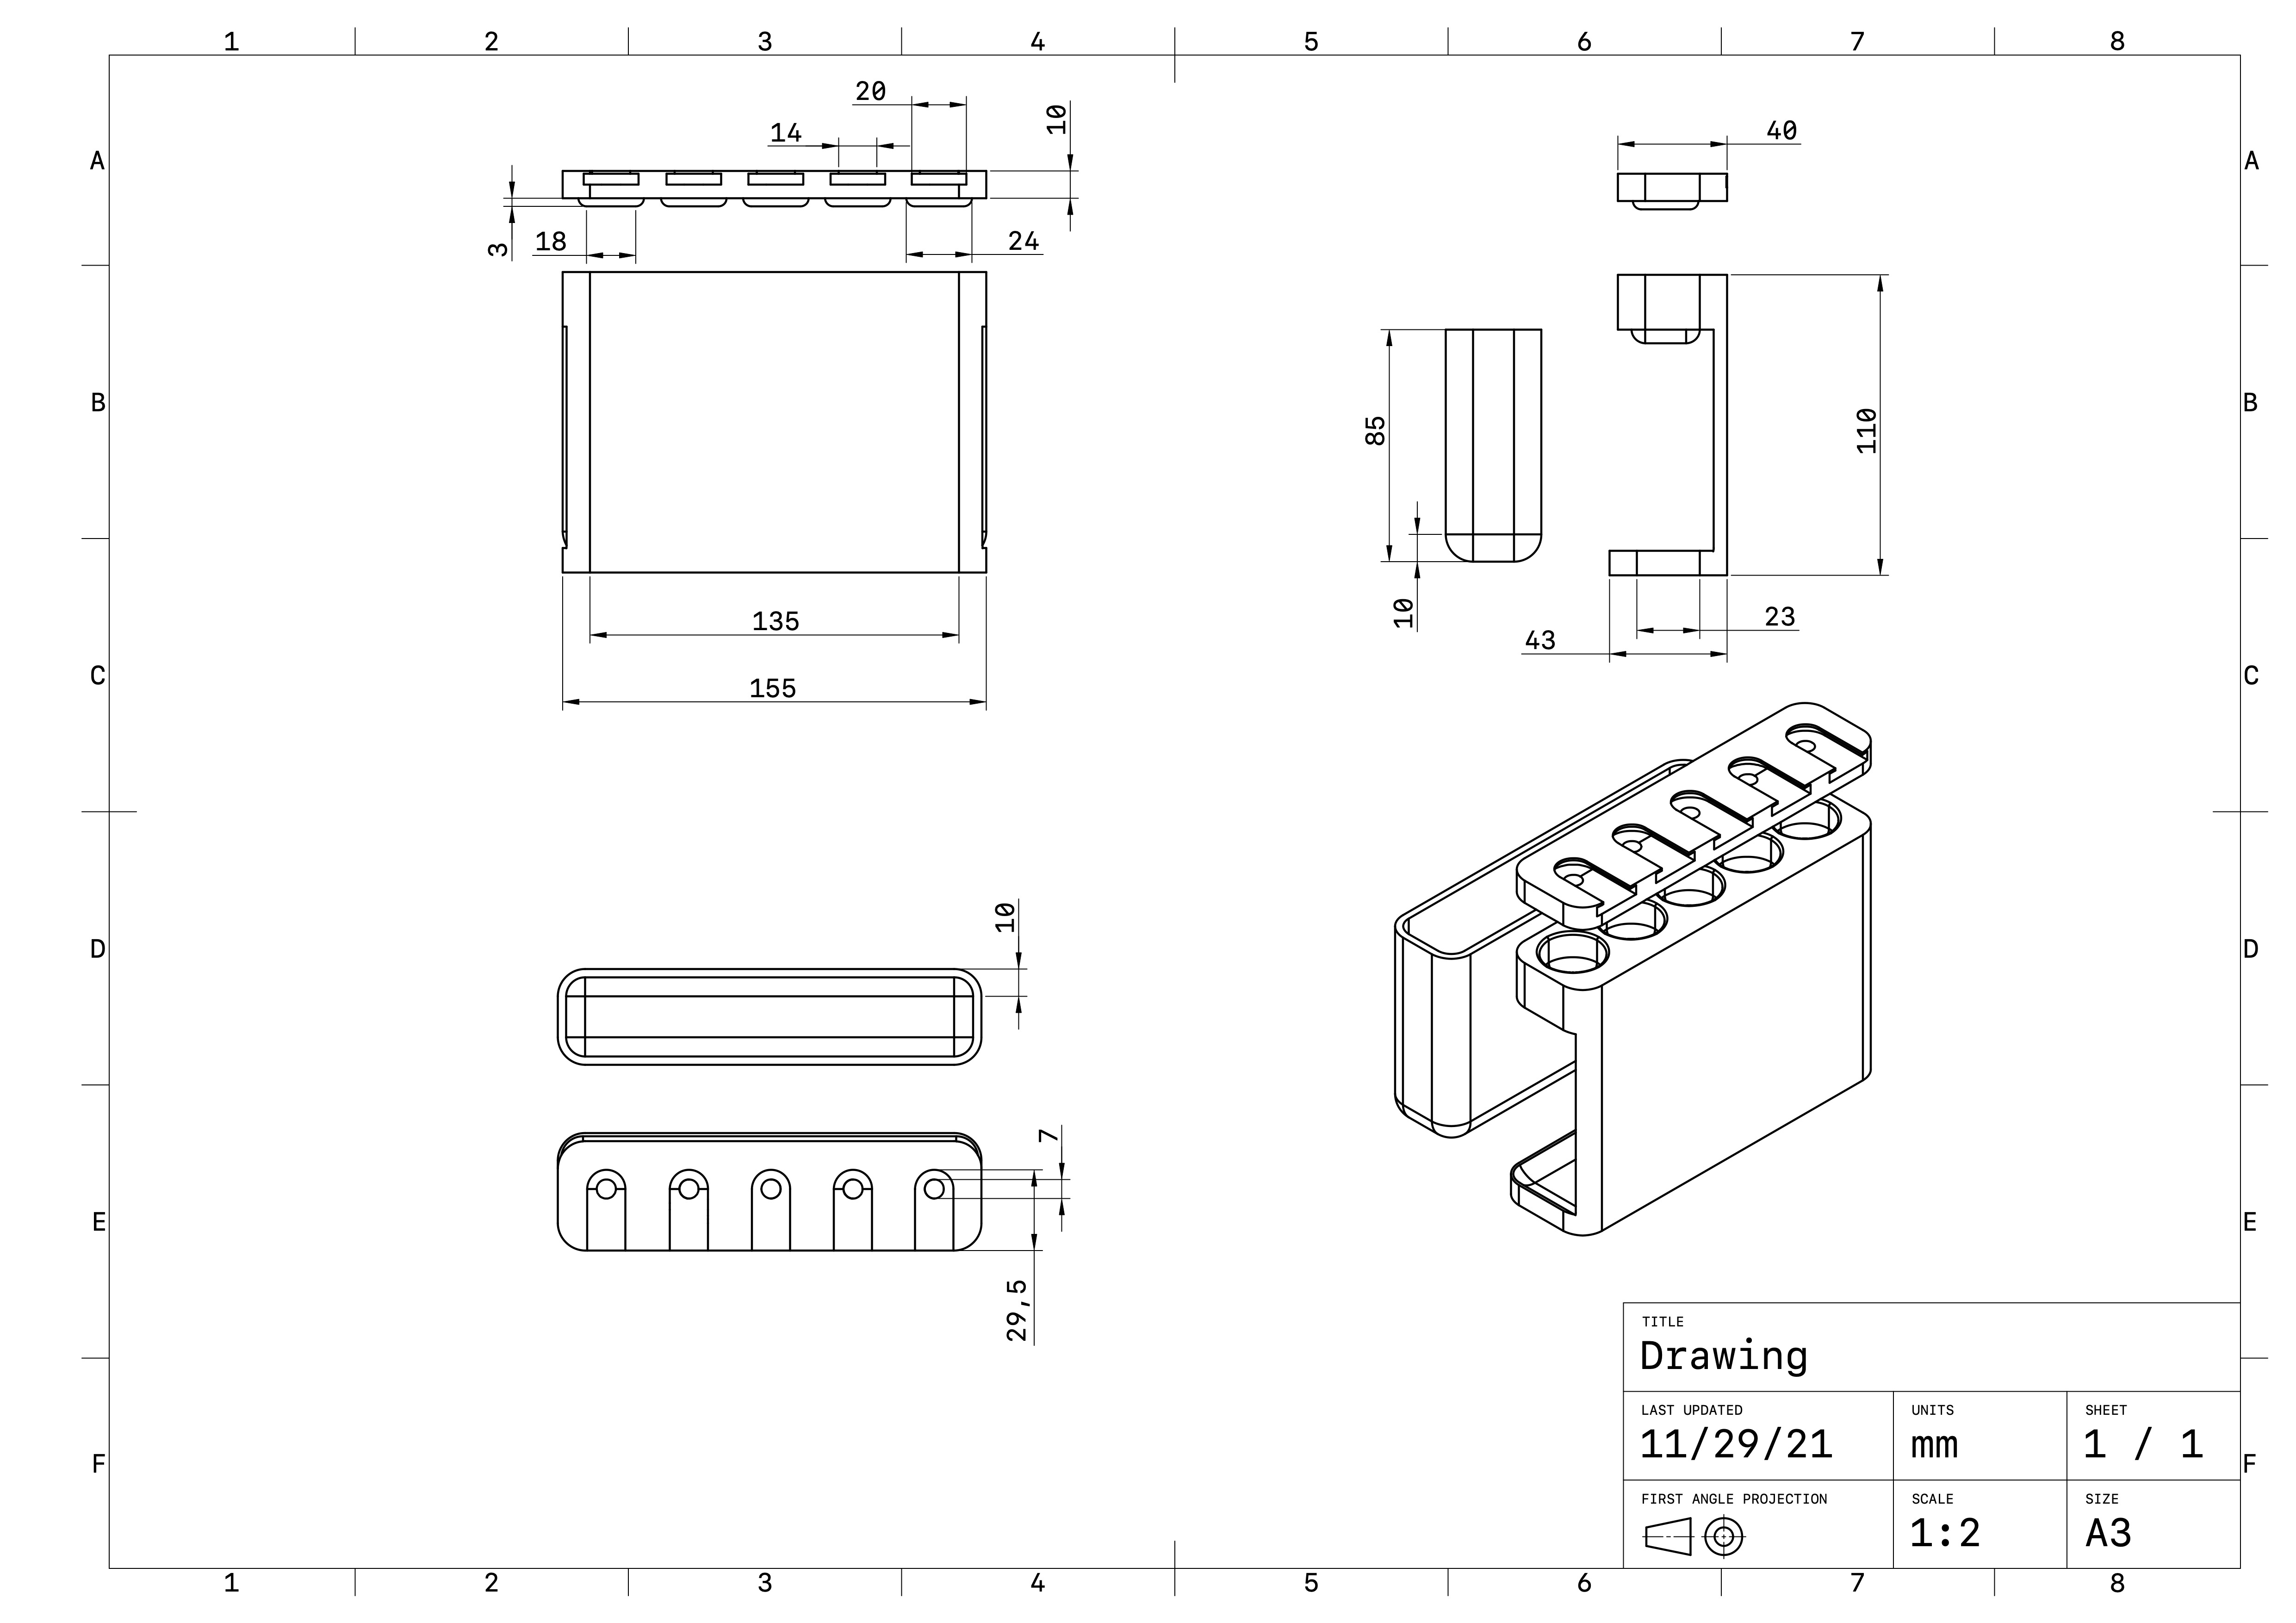 1 2 3 4 5 6 7 8
20
10
14
40
A A
3 18 24
B B
85 110
10
135 23
43
C C
155
10
D D
7
E E
29,5
TITLE
Drawing
LAST UPDATED UNITS SHEET
11/29/21 mm 1 / 1
F F
FIRST ANGLE PROJECTION SCALE SIZE
1:2 A3
1 2 3 4 5 6 7 8